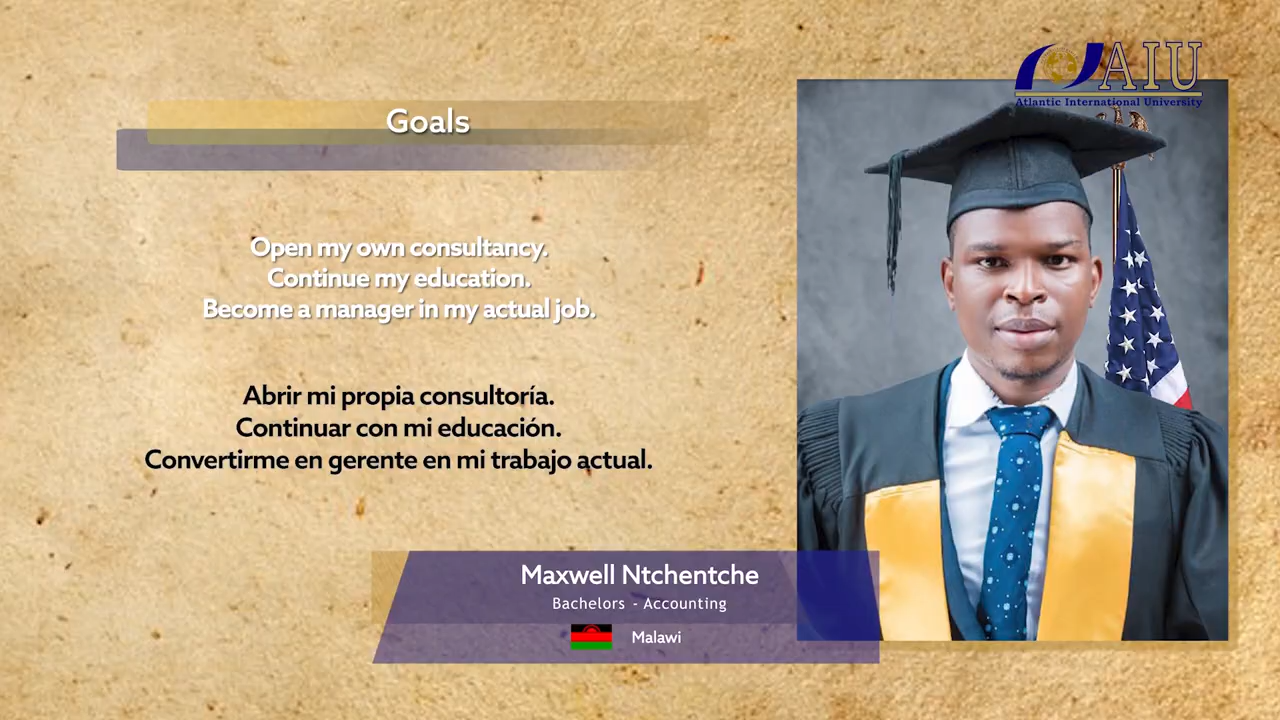 AIU
Atlantic International University
Goals
Open my own consultancy.
Continue my education.
Become a manager in my actual job.
Abrir mi propia consultoría.
Continuar con mi educación.
Convertirme en gerente en mi trabajo actual.
Maxwell Ntchentche
Bachelors - Accounting
Malawi